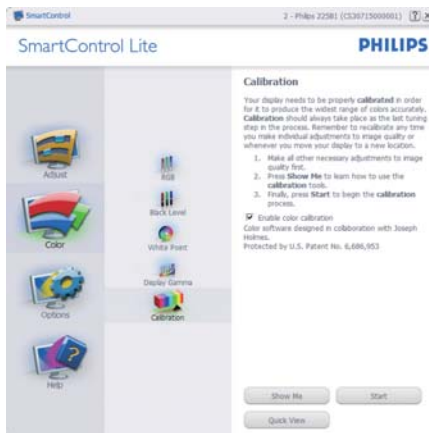 SmartControl
2 - Philips 225B1 (CS30715000001)
SmartControl Lite
PHILIPS
Adjust
Color
Options
Help
RGB
Black Level
White Point
Display Gamma
Calibration
Calibration
Your display needs to be properly calibrated in order
for it to produce the widest range of colors accurately.
Calibration should always take place as the last tuning
step in the process. Remember to recalibrate any time
you make individual adjustments to image quality or
whenever you move your display to a new location.
1. Make all other necessary adjustments to image
quality first.
2. Press Show Me to learn how to use the
calibration tools.
3. Finally, press Start to begin the calibration
process.
Enable color calibration
Color software designed in collaboration with Joseph
Holmes.
Protected by U.S. Patent No. 6,686,953
Show Me
Start
Quick View